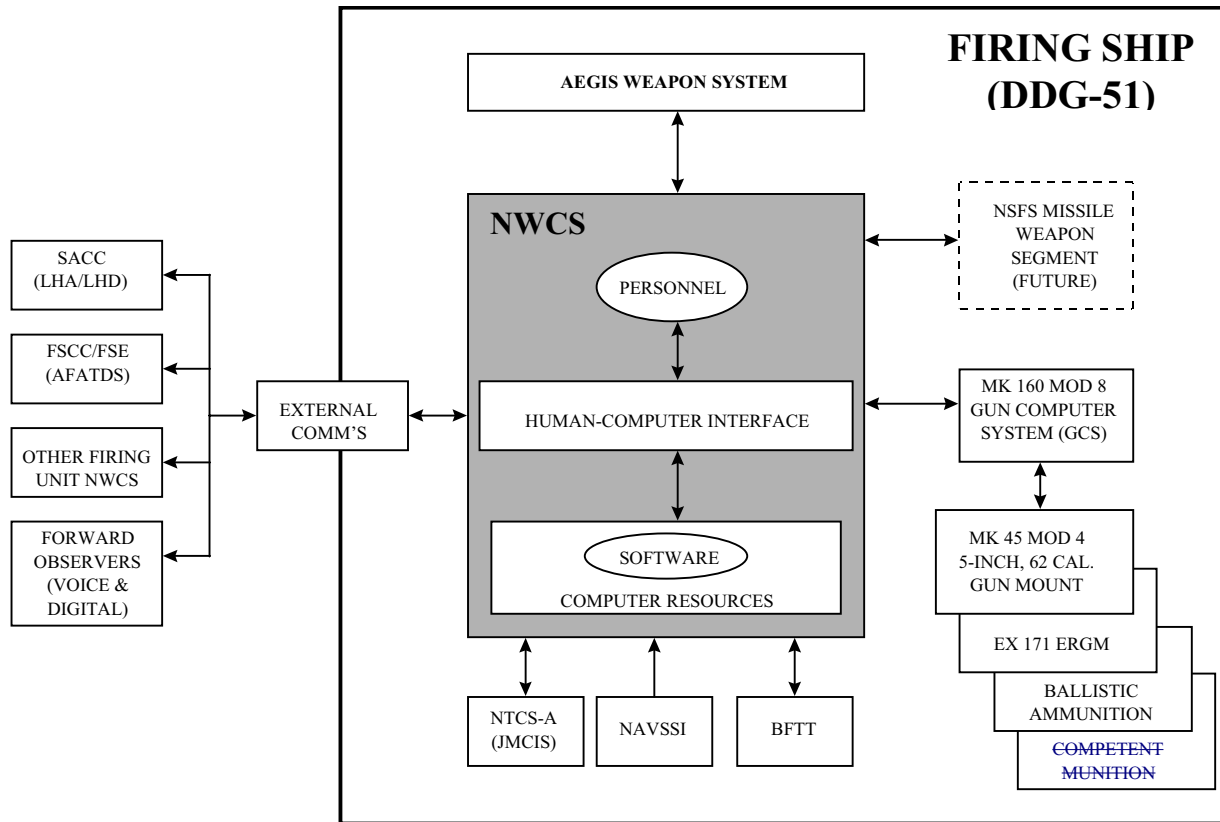 FIRING SHIP
(DDG-51)
AEGIS WEAPON SYSTEM
NWCS
PERSONNEL
HUMAN-COMPUTER INTERFACE
SOFTWARE
COMPUTER RESOURCES
SACC
(LHA/LHD)
FSCC/FSE
(AFATDS)
OTHER FIRING
UNIT NWCS
FORWARD
OBSERVERS
(VOICE &
DIGITAL)
EXTERNAL
COMM'S
NSFS MISSILE
WEAPON
SEGMENT
(FUTURE)
MK 160 MOD 8
GUN COMPUTER
SYSTEM (GCS)
MK 45 MOD 4
5-INCH, 62 CAL.
GUN MOUNT
EX 171 ERGM
BALLISTIC
AMMUNITION
COMPETENT
MUNITION
NTCS-A
(JMCIS)
NAVSSI
BFTT